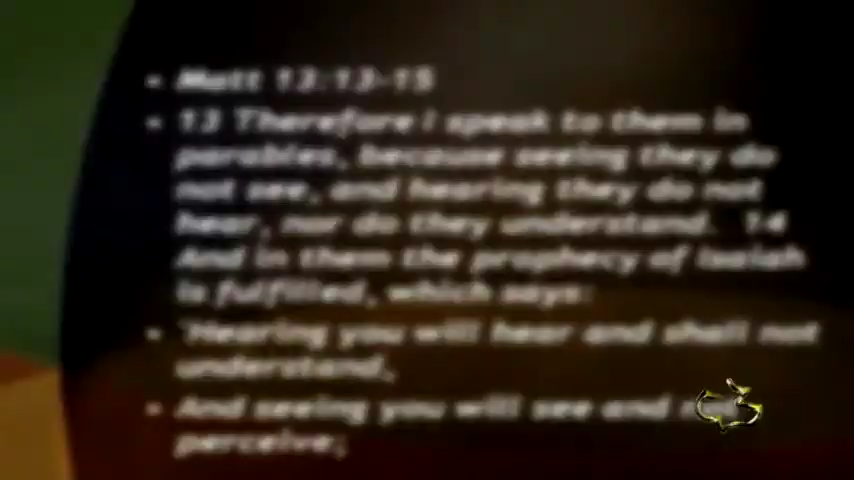 Matt 13:13-15
13 Therefore I speak to them in
parables, because seeing they do
not see, and hearing they do not
hear, nor do they understand. 14
And in them the prophecy of Isaiah
is fulfilled, which says:
'Hearing you will hear and shall not
understand,
And seeing you will see and
perceive;